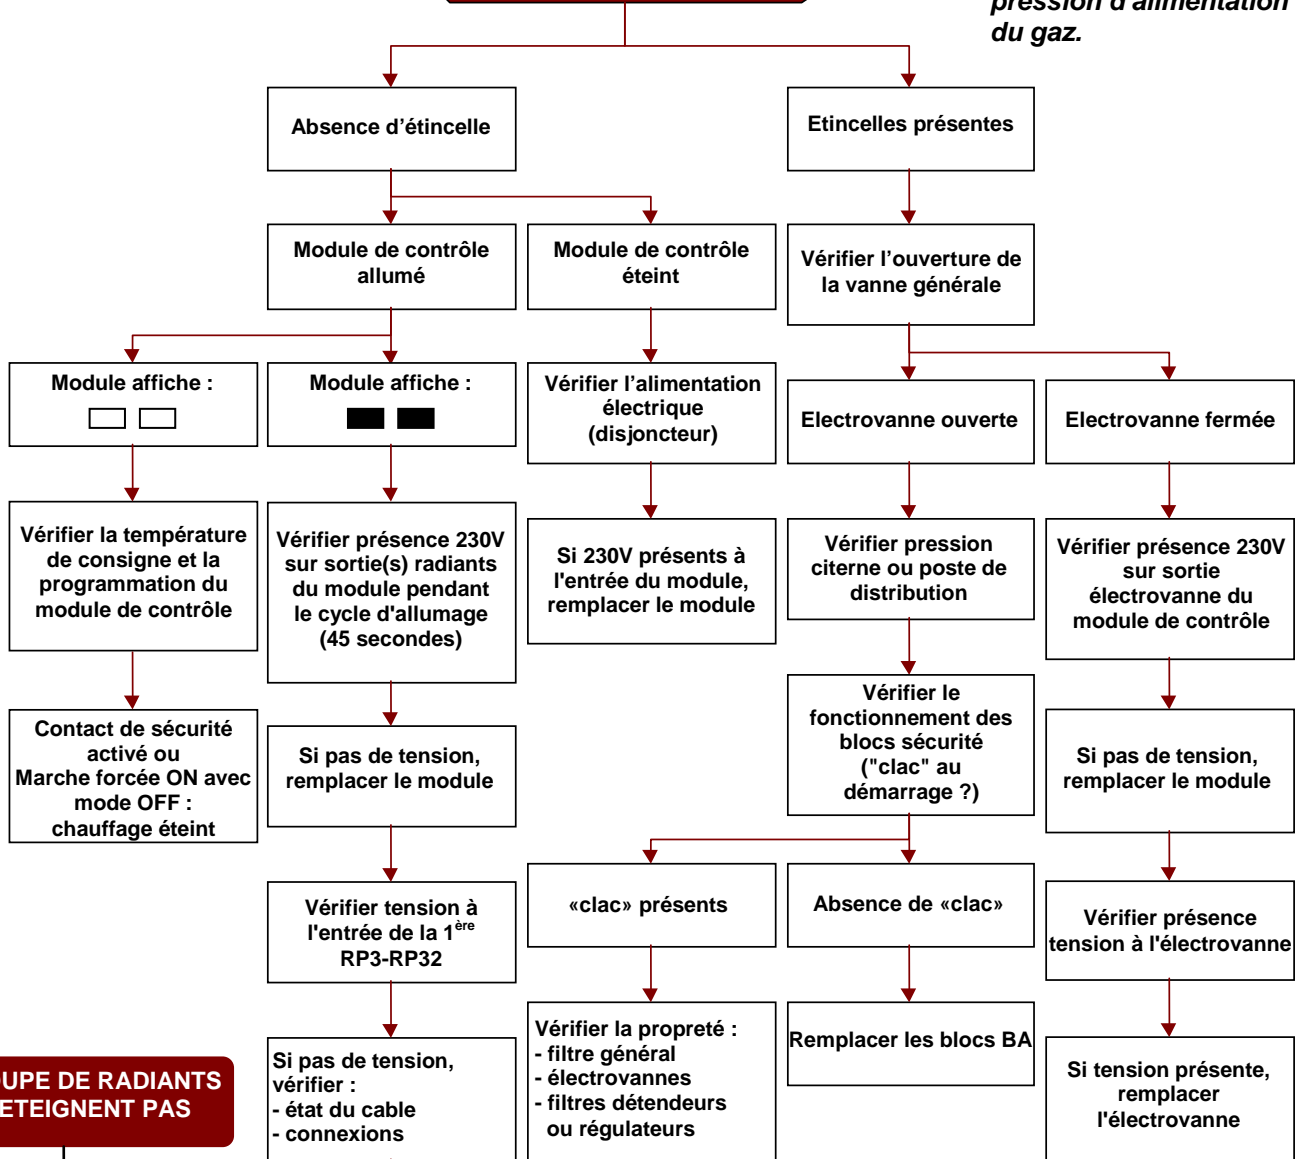 pression d'alimentation
du gaz.
Absence d'étincelle
Etincelles présentes
Module de contrôle
allumé
Module de contrôle
éteint
Vérifier l'ouverture de
la vanne générale
Module affiche :
Module affiche :
Vérifier l'alimentation
électrique
(disjoncteur)
Electrovanne ouverte
Electrovanne fermée
Vérifier la température
de consigne et la
programmation du
module de contrôle
Vérifier présence 230V
sur sortie(s) radiants
du module pendant
le cycle d'allumage
(45 secondes)
Si 230V présents à
l'entrée du module,
remplacer le module
Vérifier pression
citerne ou poste de
distribution
Vérifier présence 230V
sur sortie
électrovanne du
module de contrôle
Contact de sécurité
activé ou
Marche forcée ON avec
mode OFF :
chauffage éteint
Si pas de tension,
remplacer le module
Vérifier le
fonctionnement des
blocs sécurité
("clac" au
démarrage ?)
Si pas de tension,
remplacer le module
Vérifier tension à
l'entrée de la 1ère
RP3-RP32
«clac» présents
Absence de «clac»
Vérifier présence
tension à l'électrovanne
Si pas de tension,
vérifier :
- état du cable
- connexions
Vérifier la propreté :
- filtre général
- électrovannes
- filtres détendeurs
ou régulateurs
Remplacer les blocs BA
Si tension présente,
remplacer
l'électrovanne
DE RADIANTS
PAS